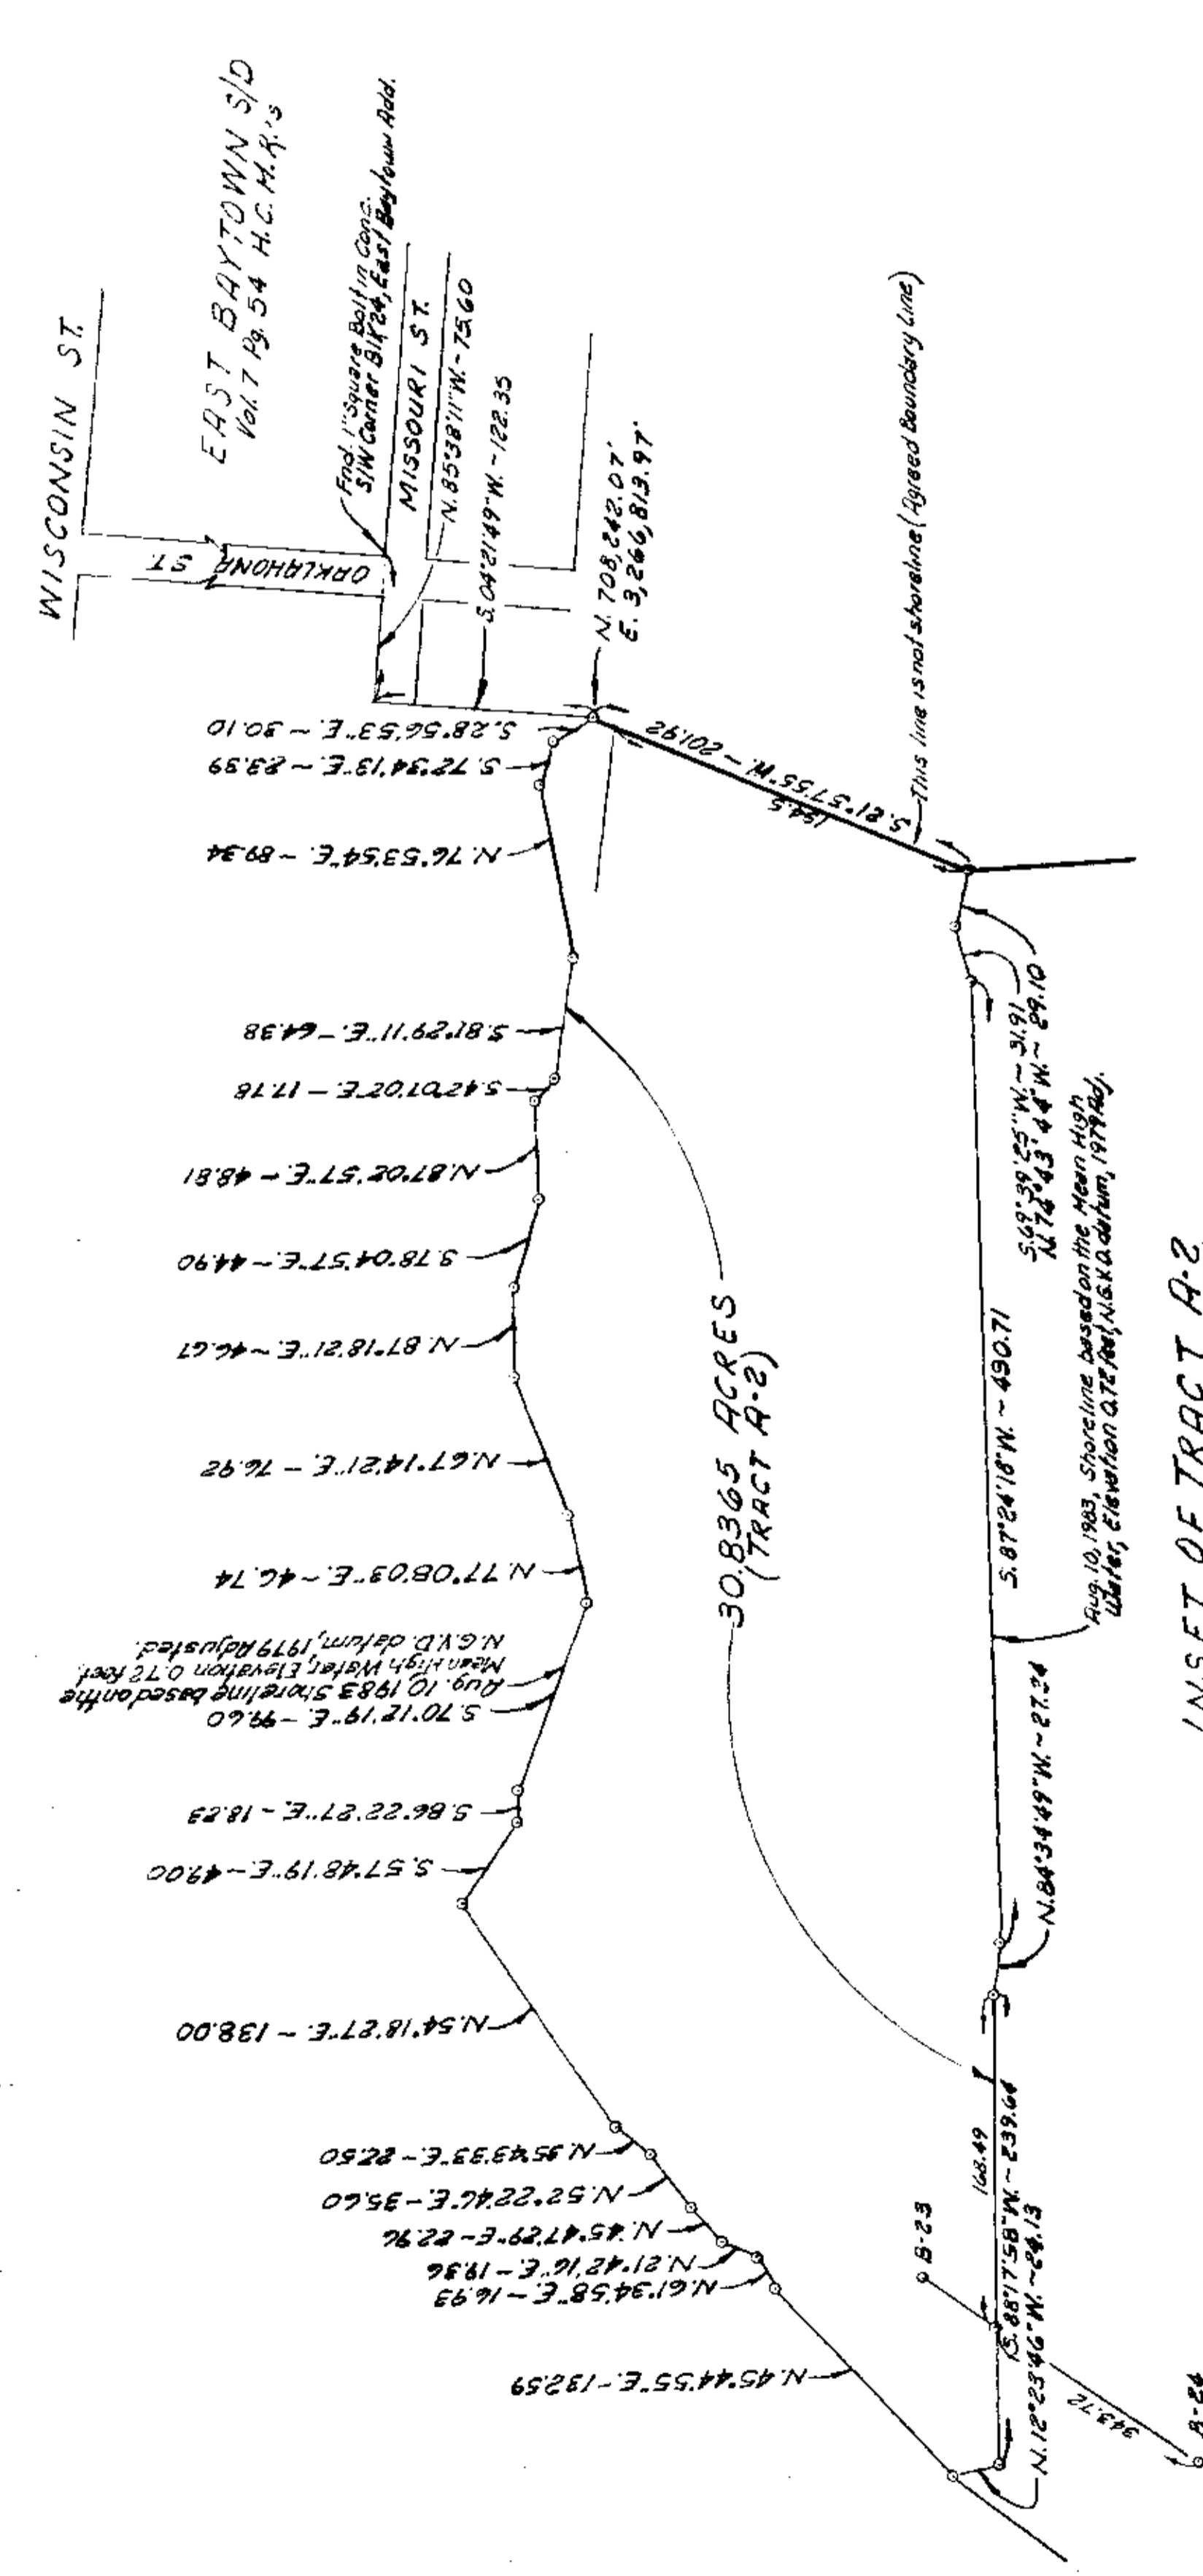 WISCONSIN ST.
EAST BAYTOWN S/D
Vol. 7 Pg. 54 H.C.M.R.'s
OAKLAHOMA ST.
Fnd. 1" Square Bolt in Conc.
S/W Corner Blk 24, East Baytown Add.
MISSOURI ST.
N.85°38'11"W.-75.60
S.04°21'49"W.-122.35
N. 708,242.07'
E. 3,266,813.97'
S.28°56'53"E.-30.10
S.72°34'13"E.-23.39
N.76°53'54"E.-89.34
S.81°29'11"E.-64.38
S.42°07'02"E.-17.18
N.87°02'57"E.-48.81
S.78°04'57"E.-44.90
N.87°18'21"E.-46.67
N.67°14'21"E.-76.92
N.77°08'03"E.-46.74
Aug. 10, 1983 Shoreline based on the
Mean High Water, Elevation 0.72 feet
N.G.V.D. datum, 1979 Adjusted.
S.70°12'19"E.-99.60
S.86°22'27"E.-18.23
S.57°48'19"E.-49.00
N.54°18'27"E.-138.00
N.35°43'33"E.-22.50
N.52°22'46"E.-35.60
N.45°47'29"E.-22.96
N.21°42'16"E.-19.36
N.61°34'58"E.-16.93
N.45°44'55"E.-132.59
S.21°57'55"W.-201.92
194.5
This line is not shoreline (Agreed Boundary Line)
30.8365 ACRES
(TRACT A-2)
S.69°39'25"W.-31.91
N.74°43'44"W.-29.10
S.87°24'18"W.-490.71
Aug. 10, 1983, Shoreline based on the Mean High
Water, Elevation 0.72 feet, N.G.V.D. datum, 1979 Adj.
N.84°34'49"W.-27.24
168.49
S.88°17'58"W.-239.64
N.12°23'46"W.-24.13
B-23
343.72
B-24
INSET OF TRACT A-2